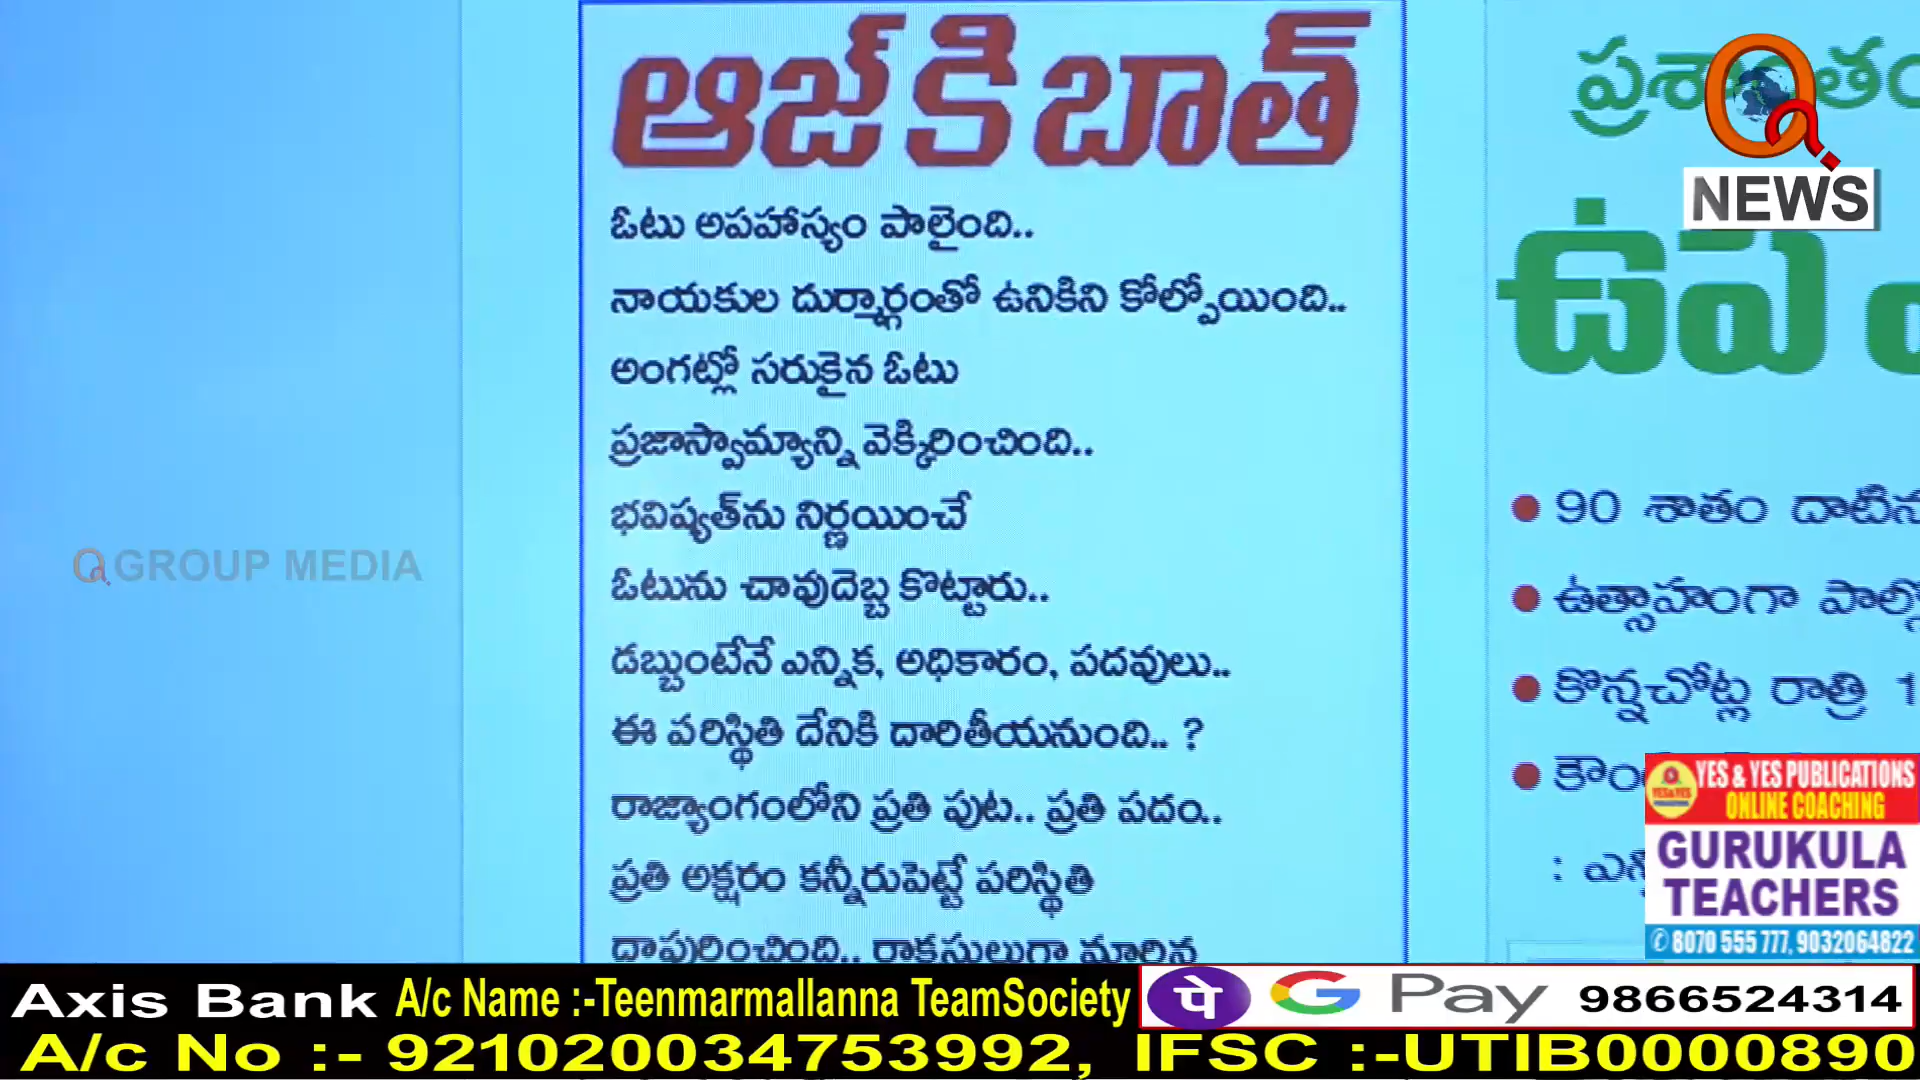 ఆజ్ కి బాత్
ఓటు అపహాస్యం పాలైంది..
నాయకుల దుర్మార్గంతో ఉనికిని కోల్పోయింది..
అంగట్లో సరుకైన ఓటు
ప్రజాస్వామ్యాన్ని వెక్కిరించింది..
భవిష్యత్‌ను నిర్ణయించే
ఓటును చావుదెబ్బ కొట్టారు..
డబ్బుంటేనే ఎన్నిక, అధికారం, పదవులు..
ఈ పరిస్థితి దేనికి దారితీయనుంది.. ?
రాజ్యాంగంలోని ప్రతి పుట.. ప్రతి పదం..
ప్రతి అక్షరం కన్నీరుపెట్టే పరిస్థితి
దాపురించింది.. రాకసులుగా మారిన
ఉప
90 శాతం దాటిన
ఉత్సాహంగా
కొన్నచోట్ల రాత్రి 1
Q NEWS
Q GROUP MEDIA
YES & YES PUBLICATIONS
ONLINE COACHING
GURUKULA
TEACHERS
8070 555 777, 9032064822
Axis Bank A/c Name :-Teenmarmallanna TeamSociety
पे G Pay 9866524314
A/c No :- 921020034753992, IFSC :-UTIB0000890